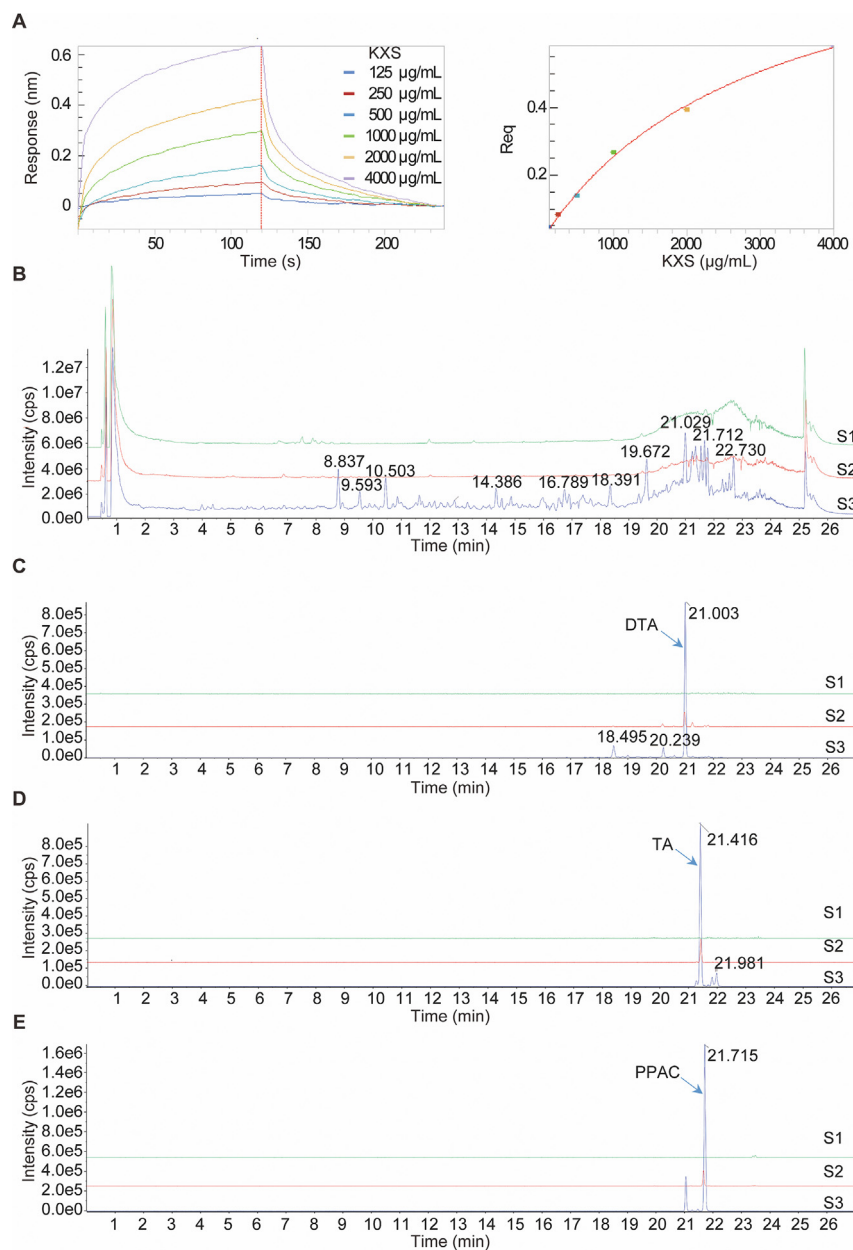 A
KXS
125 µg/mL
250 µg/mL
500 µg/mL
1000 µg/mL
2000 µg/mL
4000 µg/mL
0.6
0.4
0.2
0
Response (nm)
50 100 150 200
Time (s)
0.4
0.2
Req
1000 2000 3000 4000
KXS (µg/mL)
B
1.2e7
1.0e7
8.0e6
6.0e6
4.0e6
2.0e6
0.0e0
Intensity (cps)
8.837
9.593
10.503
14.386
16.789
18.391
19.672
21.029
21.712
22.730
S1
S2
S3
1 2 3 4 5 6 7 8 9 10 11 12 13 14 15 16 17 18 19 20 21 22 23 24 25 26
Time (min)
C
8.0e5
7.0e5
6.0e5
5.0e5
4.0e5
3.0e5
2.0e5
1.0e5
0.0e0
Intensity (cps)
DTA
21.003
18.495
20.239
S1
S2
S3
1 2 3 4 5 6 7 8 9 10 11 12 13 14 15 16 17 18 19 20 21 22 23 24 25 26
Time (min)
D
8.0e5
7.0e5
6.0e5
5.0e5
4.0e5
3.0e5
2.0e5
1.0e5
0.0e0
Intensity (cps)
TA
21.416
21.981
S1
S2
S3
1 2 3 4 5 6 7 8 9 10 11 12 13 14 15 16 17 18 19 20 21 22 23 24 25 26
Time (min)
E
1.6e6
1.4e6
1.2e6
1.0e6
8.0e5
6.0e5
4.0e5
2.0e5
0.0e0
Intensity (cps)
PPAC
21.715
S1
S2
S3
1 2 3 4 5 6 7 8 9 10 11 12 13 14 15 16 17 18 19 20 21 22 23 24 25 26
Time (min)